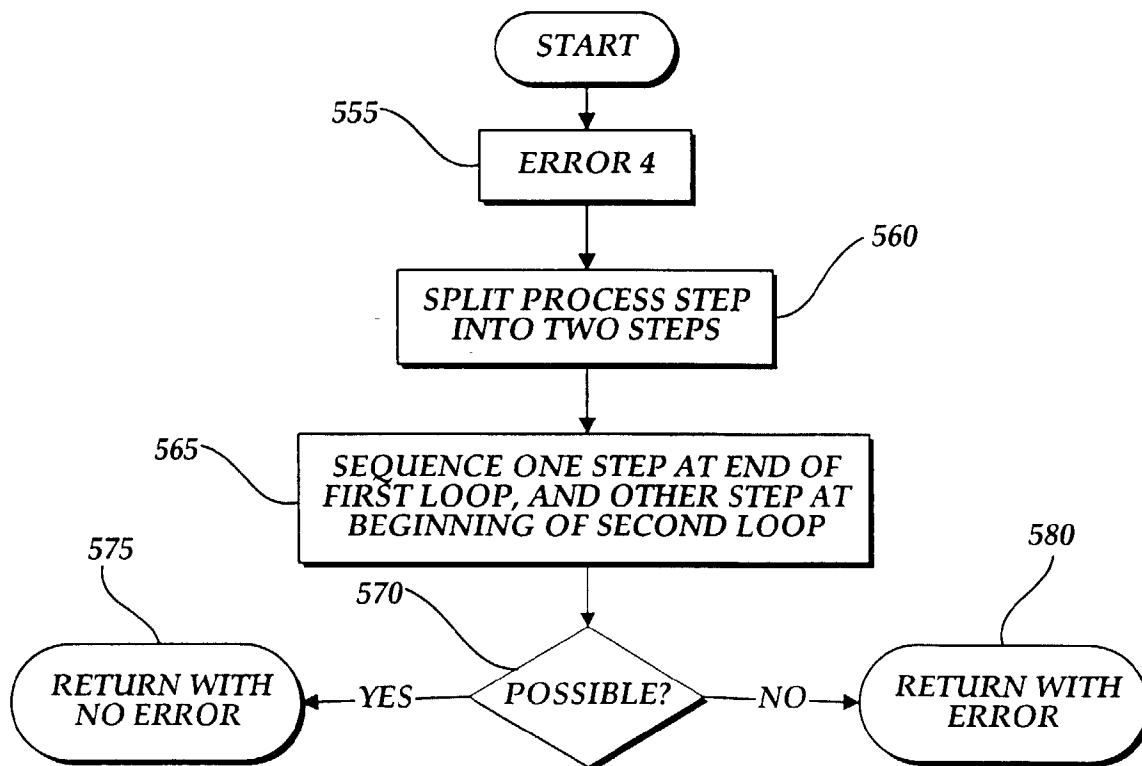 START
555
ERROR 4
560
SPLIT PROCESS STEP
INTO TWO STEPS
565
SEQUENCE ONE STEP AT END OF
FIRST LOOP, AND OTHER STEP AT
BEGINNING OF SECOND LOOP
575
570
580
RETURN WITH
NO ERROR
YES
POSSIBLE?
NO
RETURN WITH
ERROR